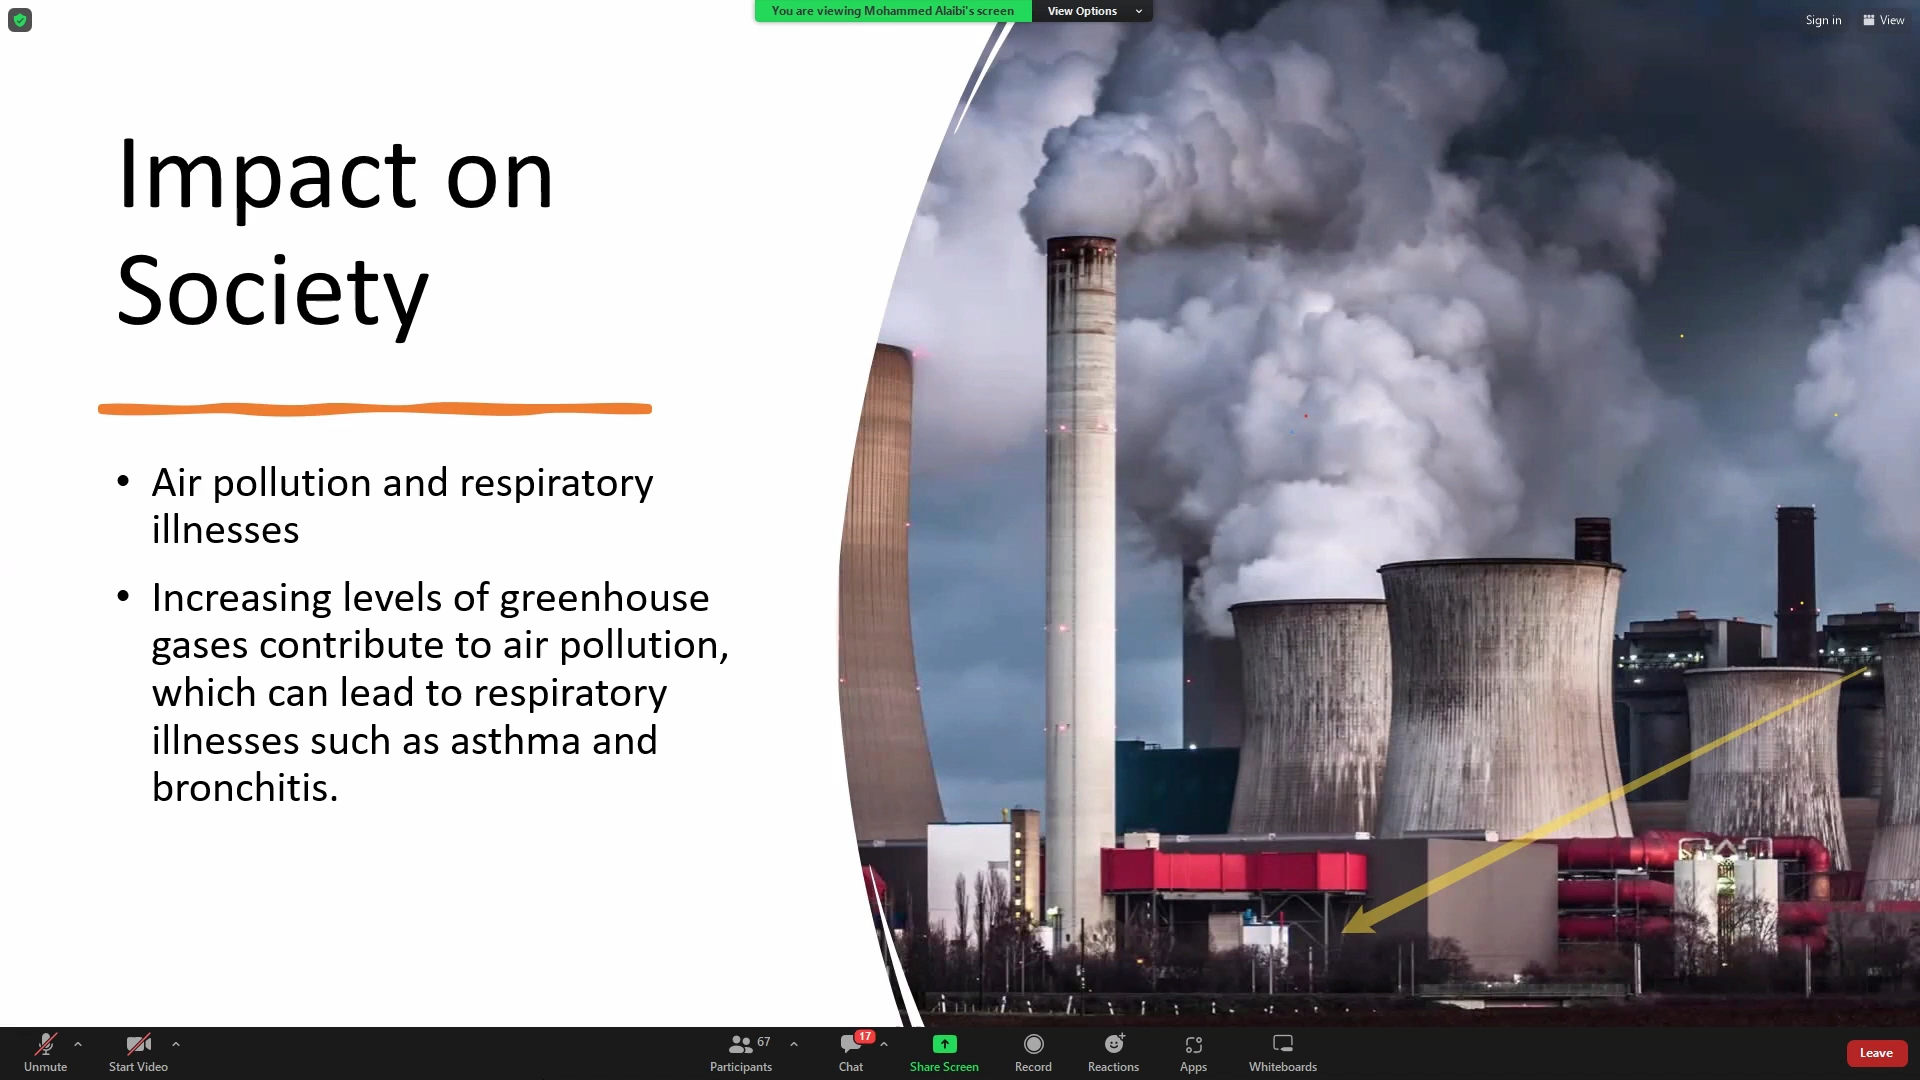 You are viewing Mohammed Alaibi's screen
View Options
Sign in
View
Impact on
Society
• Air pollution and respiratory
illnesses
• Increasing levels of greenhouse
gases contribute to air pollution,
which can lead to respiratory
illnesses such as asthma and
bronchitis.
Unmute
Start Video
67
Participants
17
Chat
Share Screen
Record
Reactions
Apps
Whiteboards
Leave